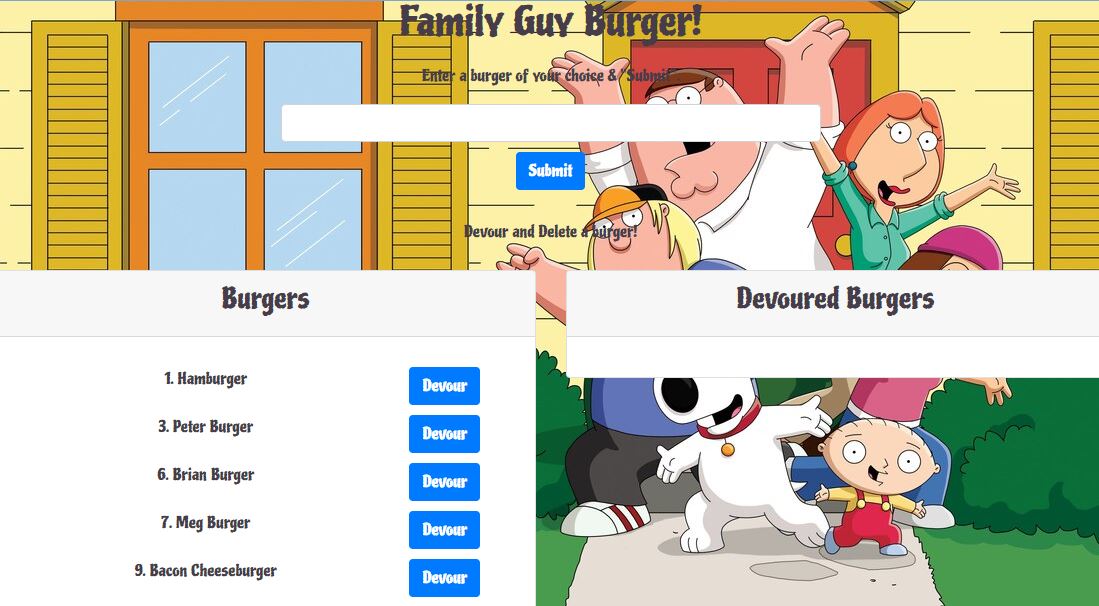 Family Guy Burger!
Enter a burger of your choice & "Submit"
Submit
Devour and Delete a burger!
Burgers
1. Hamburger Devour
3. Peter Burger Devour
6. Brian Burger Devour
7. Meg Burger Devour
9. Bacon Cheeseburger Devour
Devoured Burgers